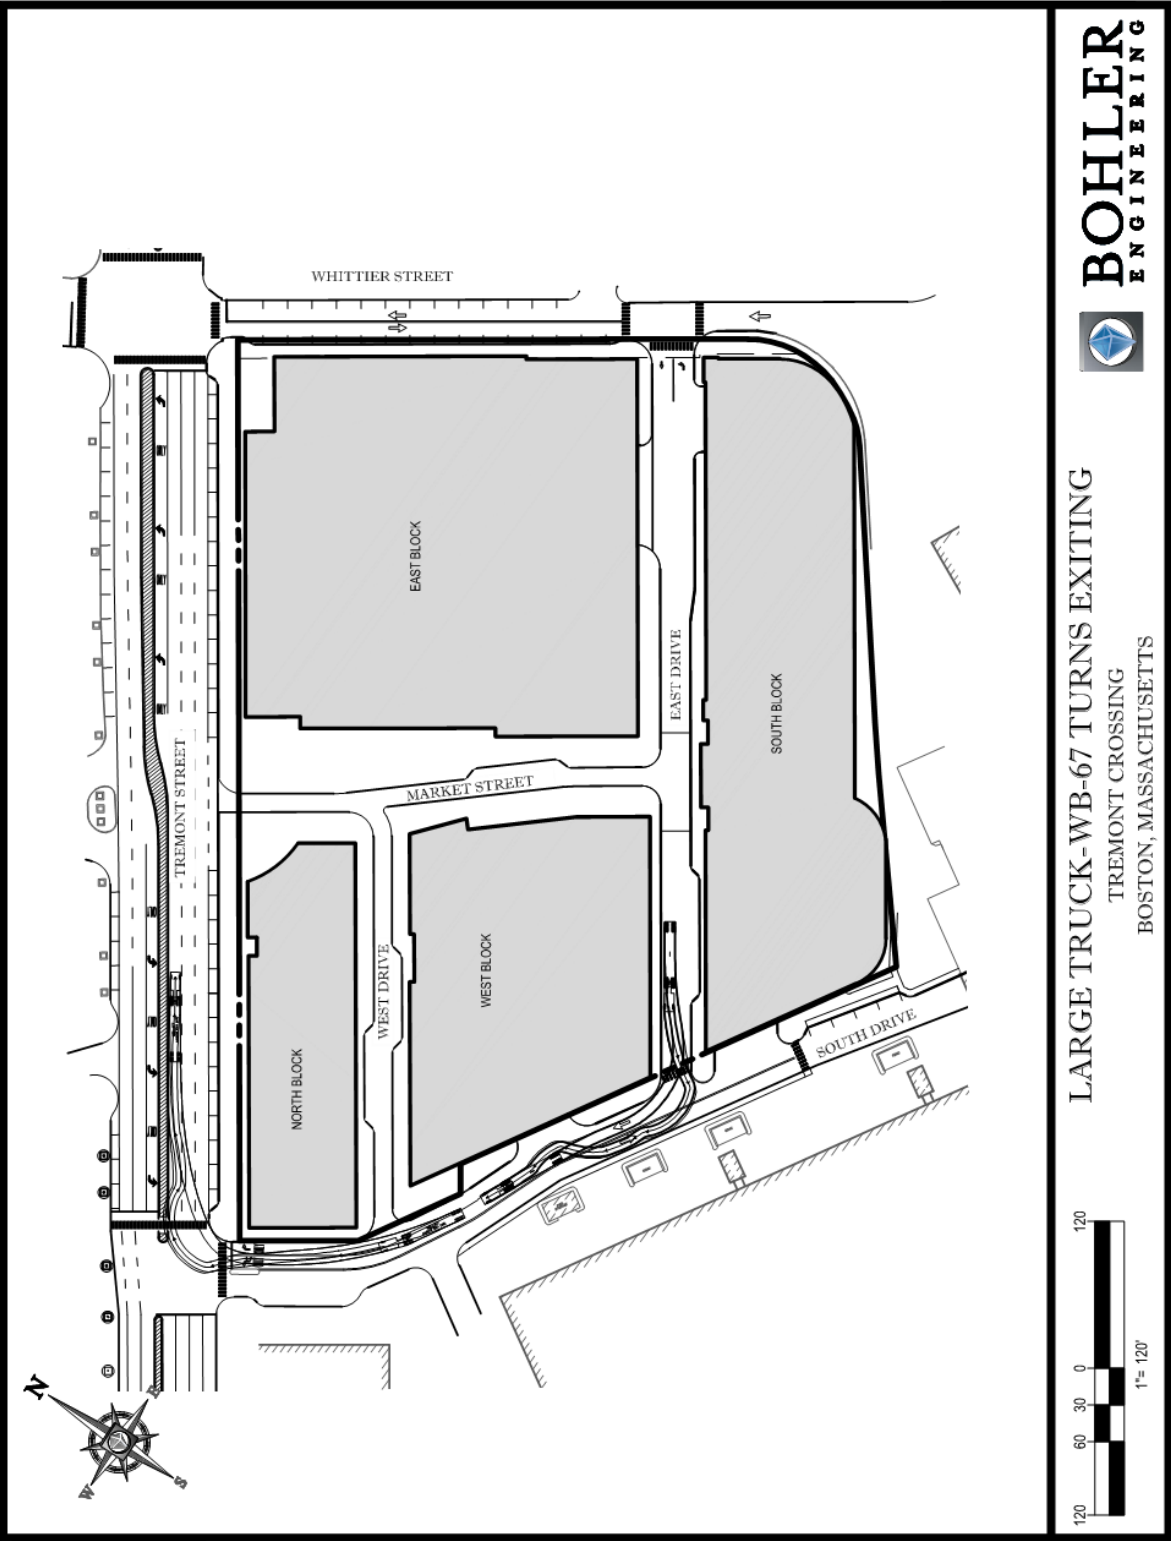 WHITTIER STREET
TREMONT STREET
EAST BLOCK
EAST DRIVE
SOUTH BLOCK
MARKET STREET
WEST DRIVE
WEST BLOCK
NORTH BLOCK
SOUTH DRIVE
N
E
S
W
BOHLER
ENGINEERING
LARGE TRUCK-WB-67 TURNS EXITING
TREMONT CROSSING
BOSTON, MASSACHUSETTS
120 60 30 0 120
1"= 120'